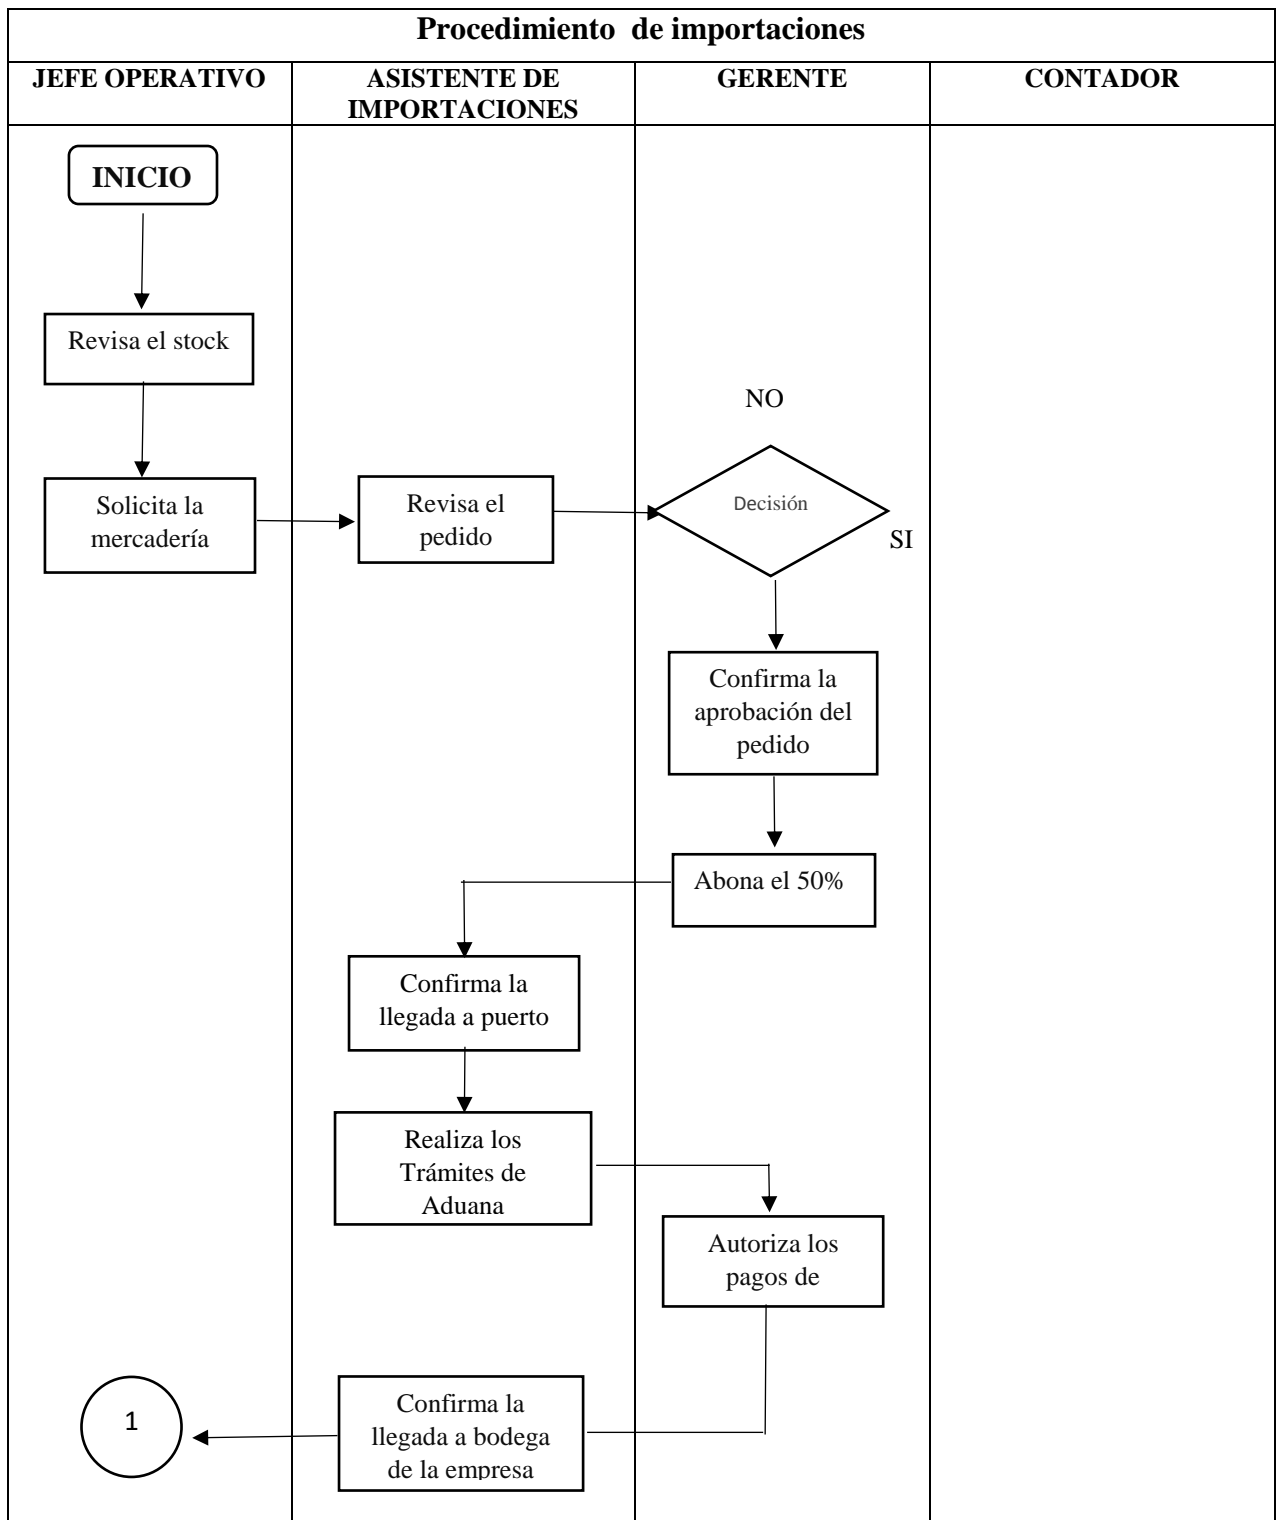 Procedimiento de importaciones
JEFE OPERATIVO
ASISTENTE DE
IMPORTACIONES
GERENTE
CONTADOR
INICIO
Revisa el stock
NO
Solicita la
mercadería
Revisa el
pedido
Decisión
SI
Confirma la
aprobación del
pedido
Abona el 50%
Confirma la
llegada a puerto
Realiza los
Trámites de
Aduana
Autoriza los
pagos de
1
Confirma la
llegada a bodega
de la empresa